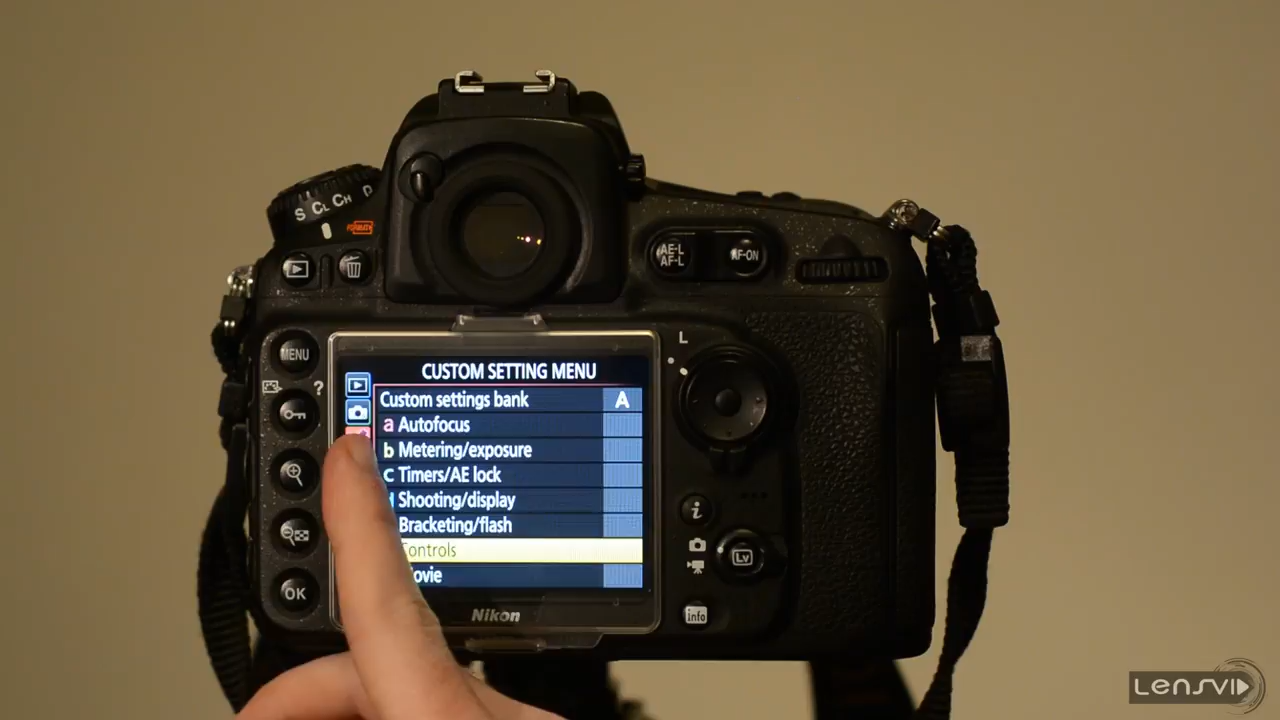 S CL CH
AE-L
AF-L
AF-ON
L
MENU
?
CUSTOM SETTING MENU
Custom settings bank A
a Autofocus
b Metering/exposure
c Timers/AE lock
Shooting/display
Bracketing/flash
Controls
ovie
i
Lv
OK
Nikon
info
LENSVID